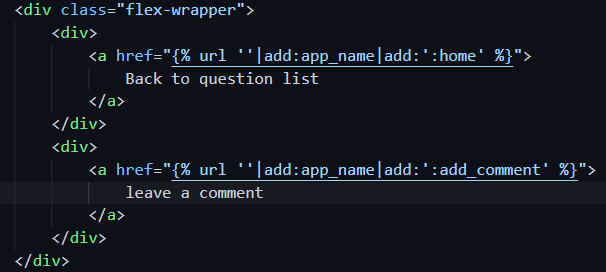 <div class="flex-wrapper">
<div>
<a href="{% url ''|add:app_name|add:':home' %}">
Back to question list
</a>
</div>
<div>
<a href="{% url ''|add:app_name|add:':add_comment' %}">
leave a comment
</a>
</div>
</div>